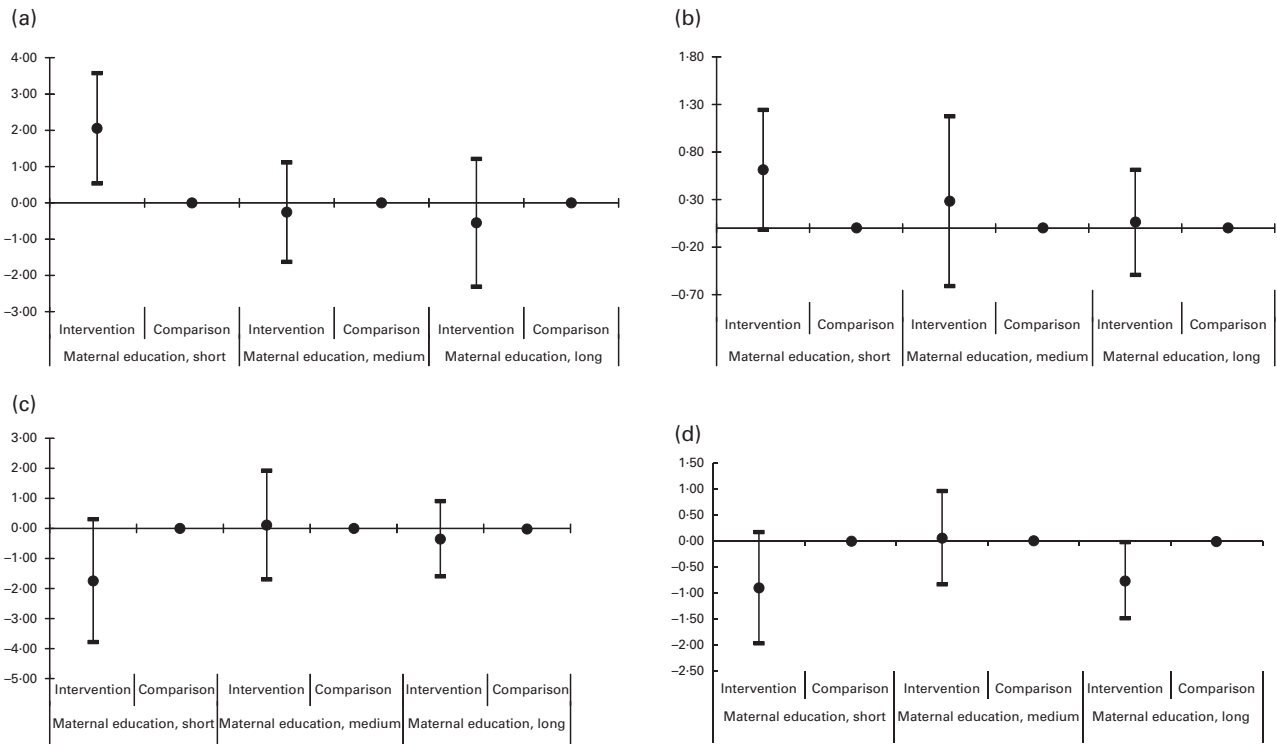 (a)
4·00
3·00
2·00
1·00
0·00
–1·00
–2·00
–3·00
Intervention Comparison Intervention Comparison Intervention Comparison
Maternal education, short Maternal education, medium Maternal education, long
(b)
1·80
1·30
0·80
0·30
–0·20
–0·70
Intervention Comparison Intervention Comparison Intervention Comparison
Maternal education, short Maternal education, medium Maternal education, long
(c)
3·00
2·00
1·00
0·00
–1·00
–2·00
–3·00
–4·00
–5·00
Intervention Comparison Intervention Comparison Intervention Comparison
Maternal education, short Maternal education, medium Maternal education, long
(d)
1·50
1·00
0·50
0·00
–0·50
–1·00
–1·50
–2·00
–2·50
Intervention Comparison Intervention Comparison Intervention Comparison
Maternal education, short Maternal education, medium Maternal education, long